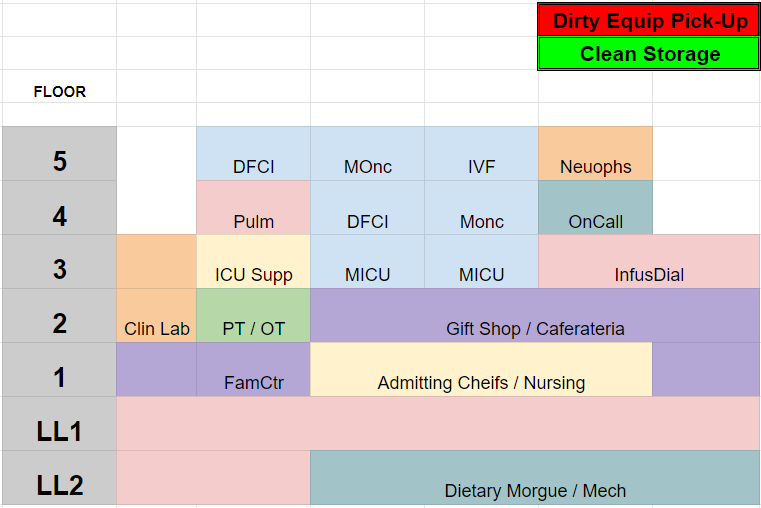 Dirty Equip Pick-Up
Clean Storage
FLOOR
5 DFCI MOnc IVF Neuophs
4 Pulm DFCI Monc OnCall
3 ICU Supp MICU MICU InfusDial
2 Clin Lab PT / OT Gift Shop / Caferateria
1 FamCtr Admitting Cheifs / Nursing
LL1
LL2 Dietary Morgue / Mech